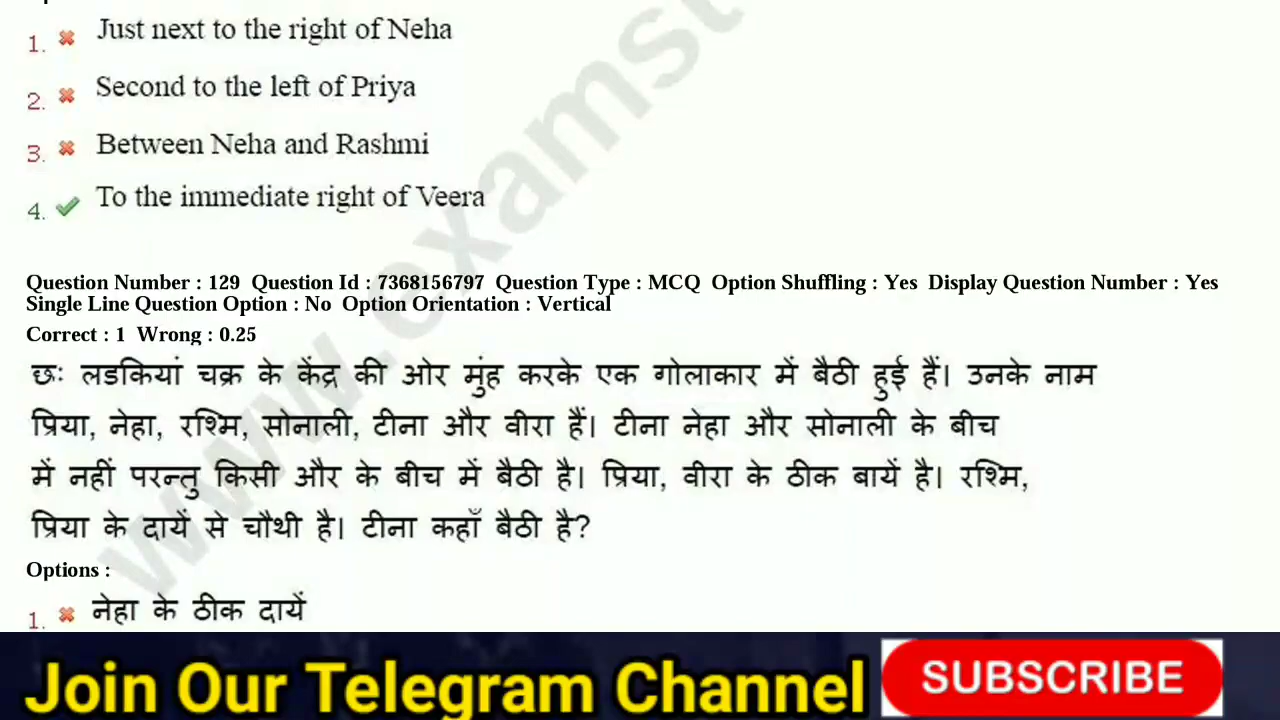 1. Just next to the right of Neha
2. Second to the left of Priya
3. Between Neha and Rashmi
4. To the immediate right of Veera
Question Number : 129 Question Id : 7368156797 Question Type : MCQ Option Shuffling : Yes Display Question Number : Yes
Single Line Question Option : No Option Orientation : Vertical
Correct : 1 Wrong : 0.25
छः लडकियां चक्र के केंद्र की ओर मुंह करके एक गोलाकार में बैठी हुई हैं। उनके नाम
प्रिया, नेहा, रश्मि, सोनाली, टीना और वीरा हैं। टीना नेहा और सोनाली के बीच
में नहीं परन्तु किसी और के बीच में बैठी है। प्रिया, वीरा के ठीक बायें है। रश्मि,
प्रिया के दायें से चौथी है। टीना कहाँ बैठी है?
Options :
1. नेहा के ठीक दायें
www.examst
Join Our Telegram Channel
SUBSCRIBE